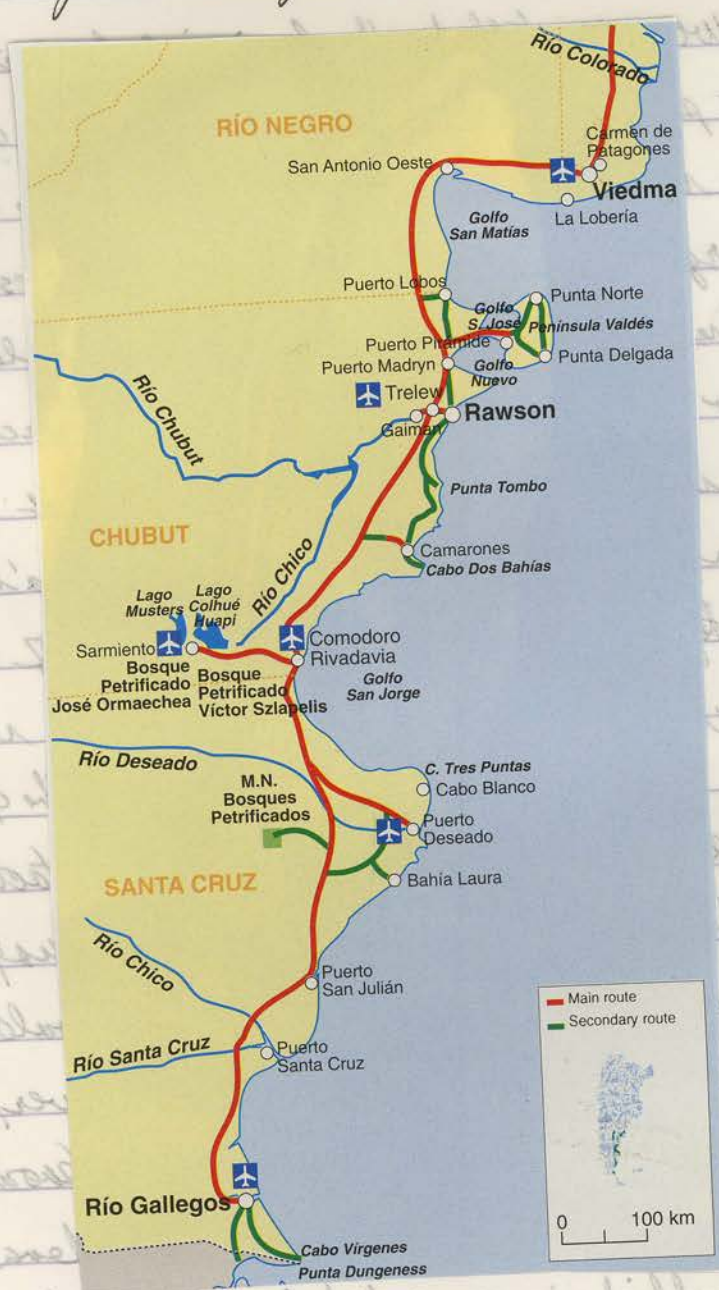 Río Colorado
RÍO NEGRO
Carmen de
Patagones
San Antonio Oeste
Viedma
La Lobería
Golfo
San Matías
Puerto Lobos
Punta Norte
Golfo
S. José
Península Valdés
Puerto Piramide
Punta Delgada
Puerto Madryn
Golfo
Nuevo
Trelew
Rawson
Gaiman
Río Chubut
Punta Tombo
CHUBUT
Camarones
Cabo Dos Bahías
Río Chico
Lago
Musters
Lago
Colhué
Huapi
Sarmiento
Comodoro
Rivadavia
Bosque
Petrificado
José Ormaechea
Bosque
Petrificado
Víctor Szlapelis
Golfo
San Jorge
Río Deseado
C. Tres Puntas
Cabo Blanco
M.N.
Bosques
Petrificados
Puerto
Deseado
SANTA CRUZ
Bahía Laura
Río Chico
Puerto
San Julián
Río Santa Cruz
Puerto
Santa Cruz
Main route
Secondary route
0 100 km
Río Gallegos
Cabo Vírgenes
Punta Dungeness